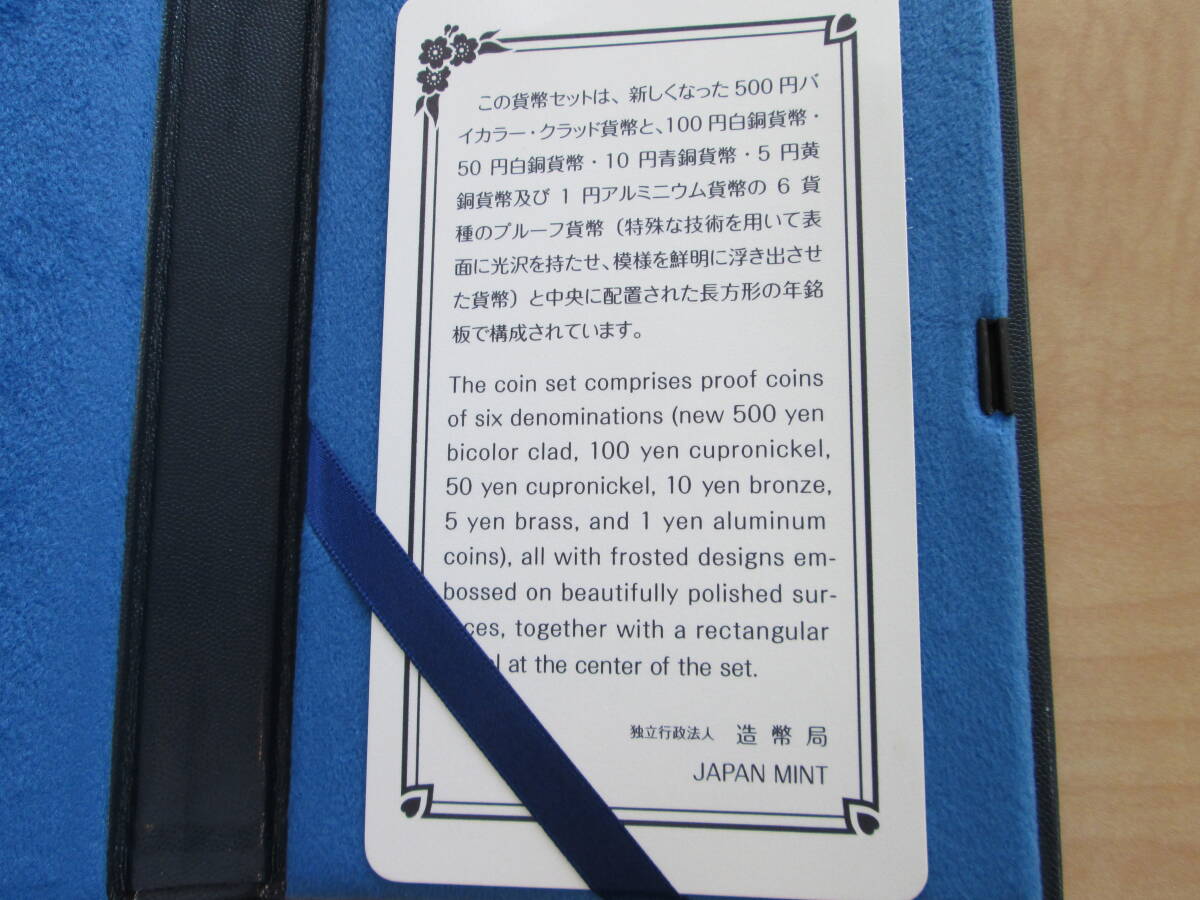 この貨幣セットは、新しくなった500円バ
イカラー・クラッド貨幣と、100円白銅貨幣・
50円白銅貨幣・10円青銅貨幣・5円黄
銅貨幣及び1円アルミニウム貨幣の6貨
種のプルーフ貨幣（特殊な技術を用いて表
面に光沢を持たせ、模様を鮮明に浮き出させ
た貨幣）と中央に配置された長方形の年銘
板で構成されています。
The coin set comprises proof coins
of six denominations (new 500 yen
bicolor clad, 100 yen cupronickel,
50 yen cupronickel, 10 yen bronze,
5 yen brass, and 1 yen aluminum
coins), all with frosted designs em-
bossed on beautifully polished sur-
ces, together with a rectangular
at the center of the set.
独立行政法人 造幣局
JAPAN MINT